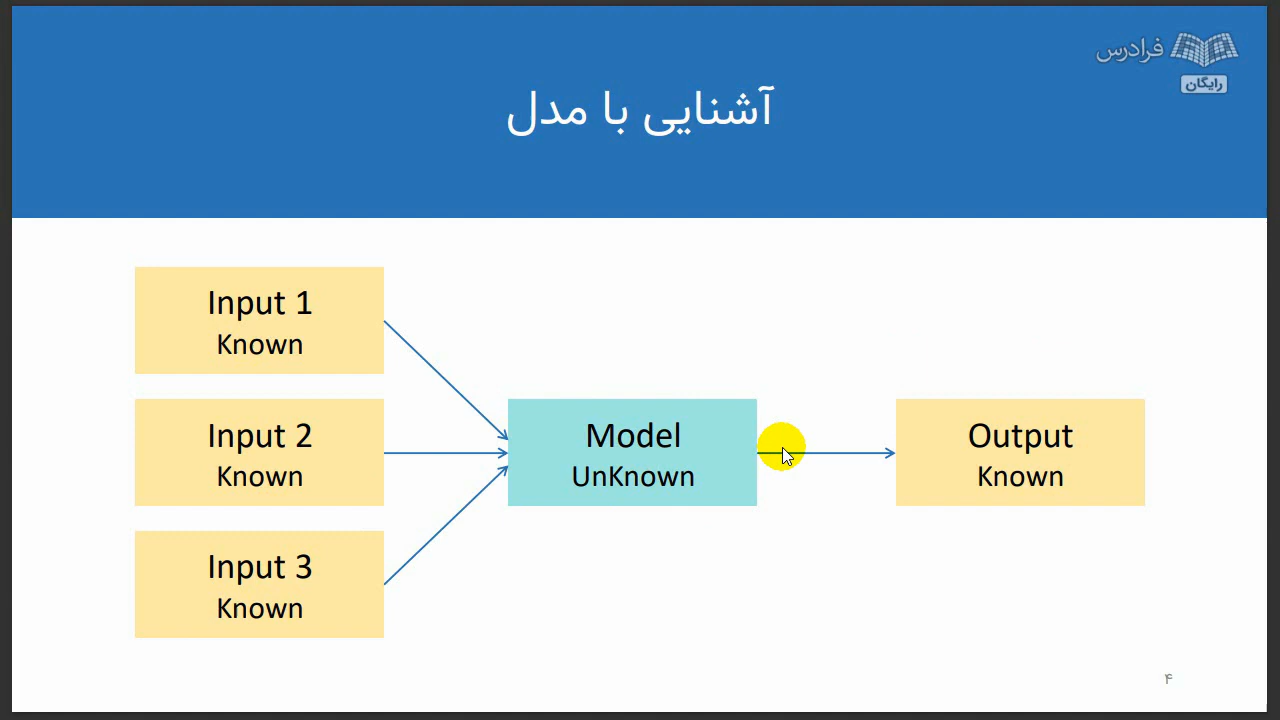 فرادرس
رایگان
آشنایی با مدل
Input 1
Known
Input 2
Known
Input 3
Known
Model
UnKnown
Output
Known
۴